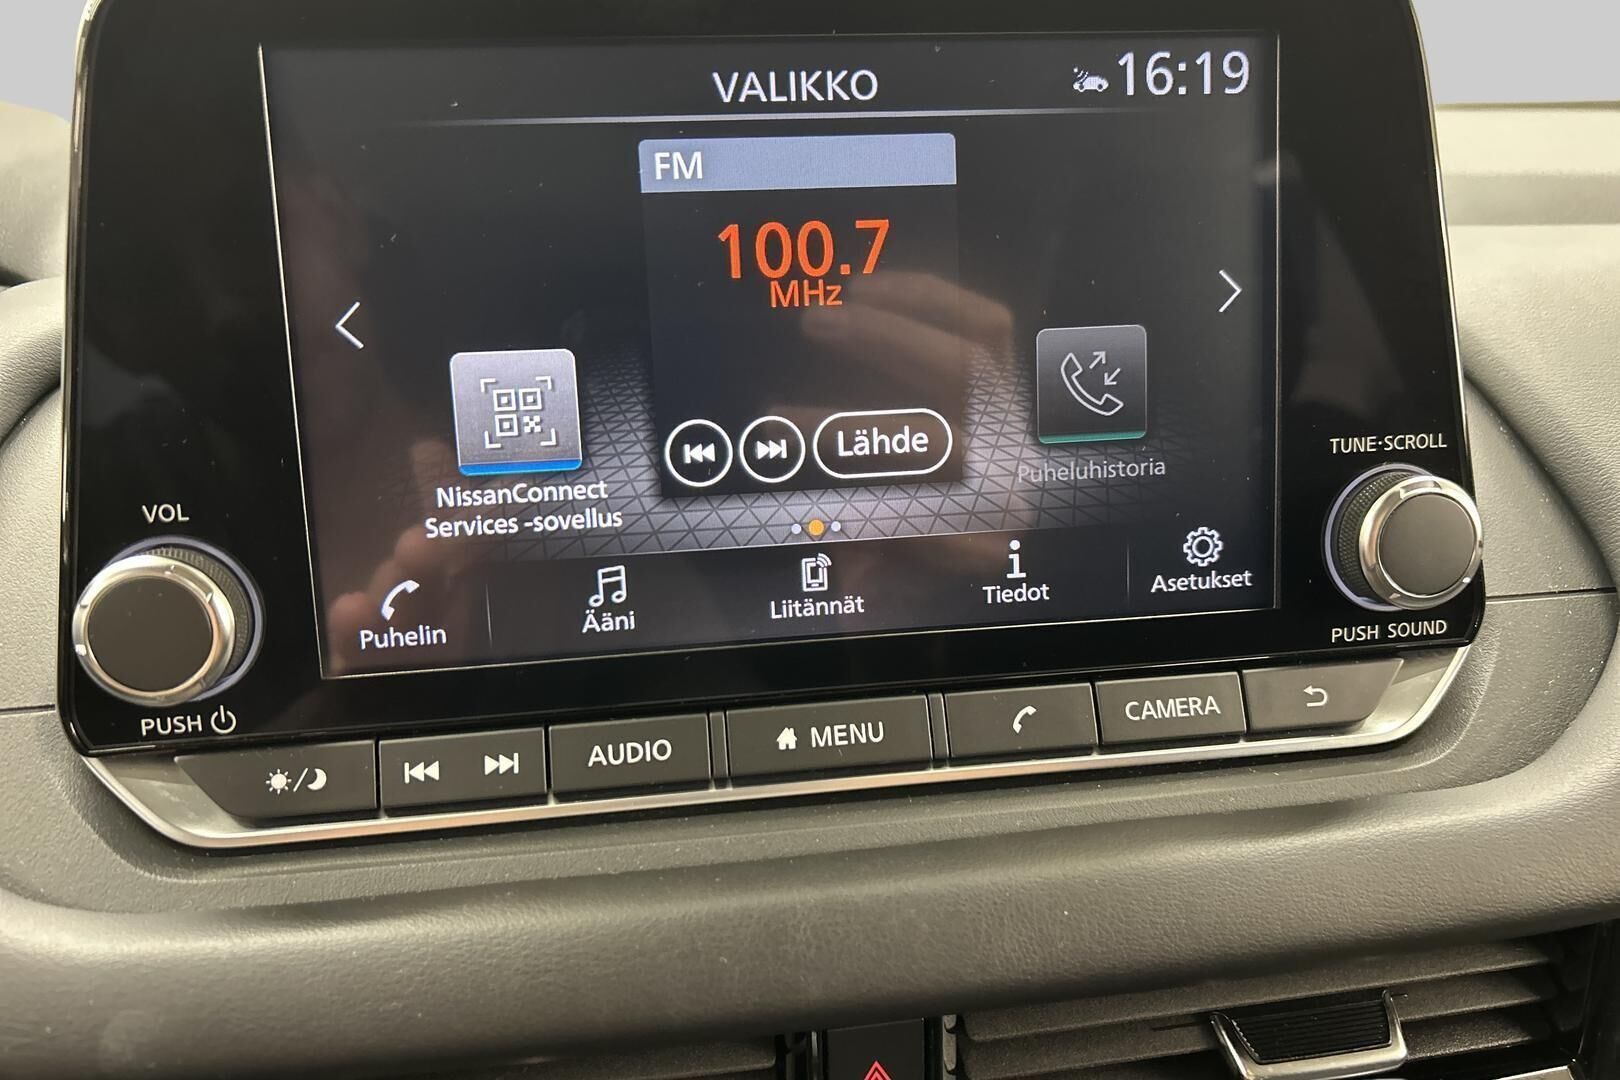 VALIKKO
16:19
FM
100.7
MHz
Lähde
NissanConnect
Services -sovellus
Puheluhistoria
Puhelin
Ääni
Liitännät
Tiedot
Asetukset
VOL
PUSH
TUNE·SCROLL
PUSH SOUND
AUDIO
MENU
CAMERA